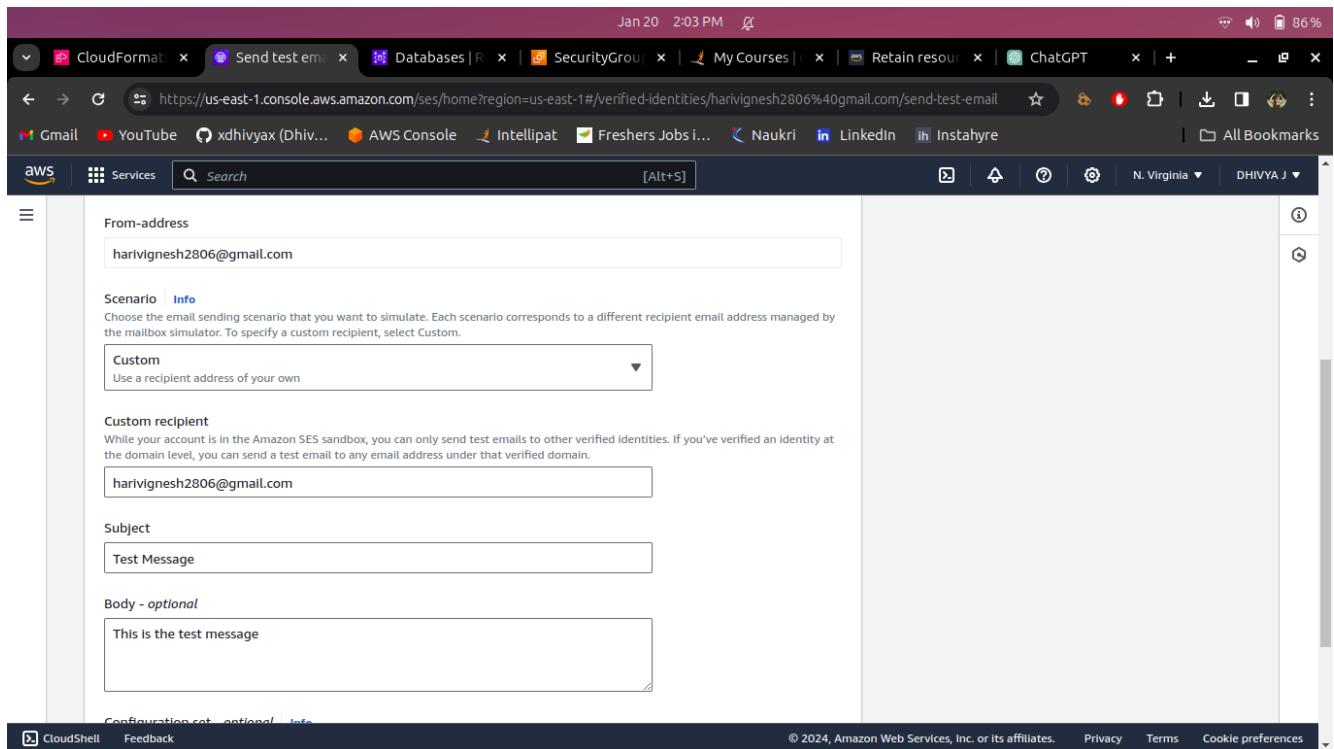 Jan 20 2:03 PM
86%
CloudFormati
Send test ema
Databases | R
SecurityGroup
My Courses |
Retain resour
ChatGPT
https://us-east-1.console.aws.amazon.com/ses/home?region=us-east-1#/verified-identities/harivignesh2806%40gmail.com/send-test-email
Gmail YouTube xdhivyax (Dhiv... AWS Console Intellipat Freshers Jobs i... Naukri LinkedIn Instahyre All Bookmarks
aws Services Search [Alt+S] N. Virginia DHIVYA J
From-address
harivignesh2806@gmail.com
Scenario Info
Choose the email sending scenario that you want to simulate. Each scenario corresponds to a different recipient email address managed by
the mailbox simulator. To specify a custom recipient, select Custom.
Custom
Use a recipient address of your own
Custom recipient
While your account is in the Amazon SES sandbox, you can only send test emails to other verified identities. If you've verified an identity at
the domain level, you can send a test email to any email address under that verified domain.
harivignesh2806@gmail.com
Subject
Test Message
Body - optional
This is the test message
Configuration set - optional Info
CloudShell Feedback © 2024, Amazon Web Services, Inc. or its affiliates. Privacy Terms Cookie preferences